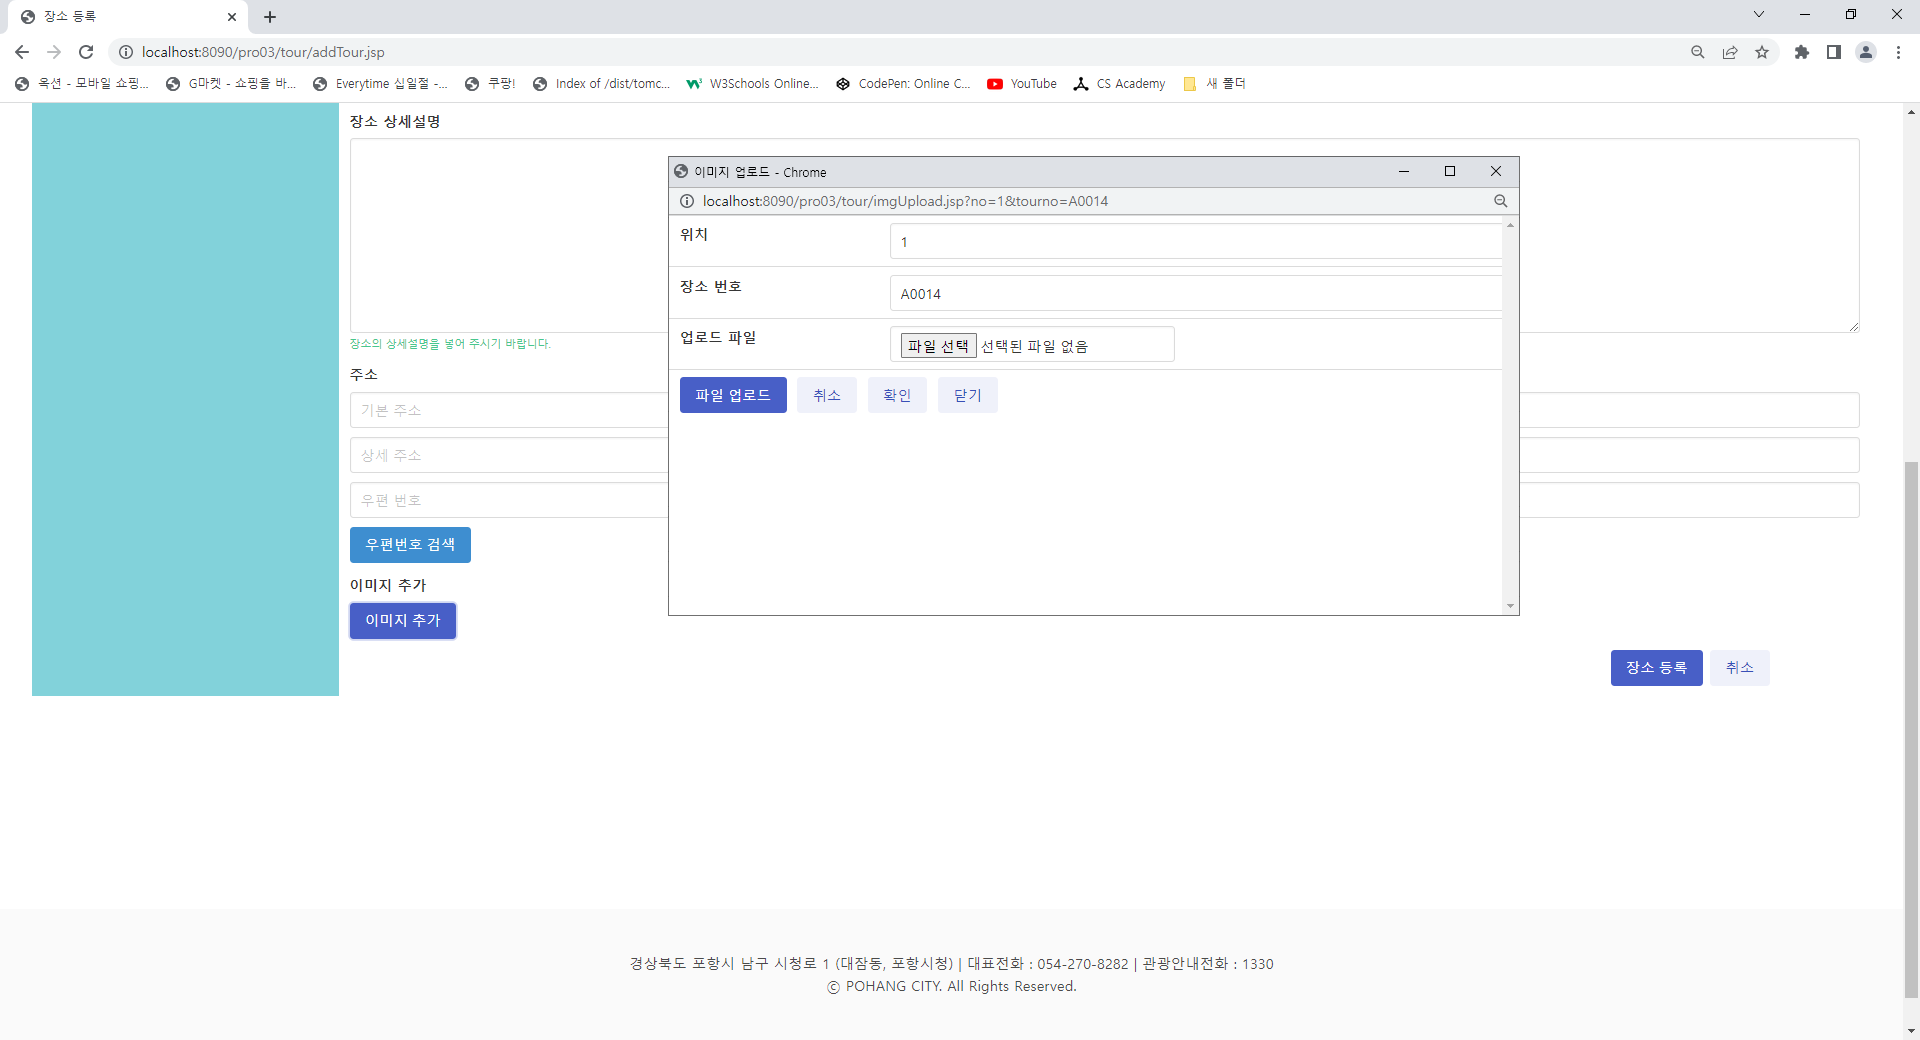 장소 등록
localhost:8090/pro03/tour/addTour.jsp
옥션 - 모바일 쇼핑... G마켓 - 쇼핑을 바... Everytime 십일절 -... 쿠팡! Index of /dist/tomc... W3Schools Online... CodePen: Online C... YouTube CS Academy 새 폴더
장소 상세설명
장소의 상세설명을 넣어 주시기 바랍니다.
주소
기본 주소
상세 주소
우편 번호
우편번호 검색
이미지 추가
이미지 추가
이미지 업로드 - Chrome
localhost:8090/pro03/tour/imgUpload.jsp?no=1&tourno=A0014
위치 1
장소 번호 A0014
업로드 파일 파일 선택 선택된 파일 없음
파일 업로드 취소 확인 닫기
장소 등록 취소
경상북도 포항시 남구 시청로 1 (대잠동, 포항시청) | 대표전화 : 054-270-8282 | 관광안내전화 : 1330
ⓒ POHANG CITY. All Rights Reserved.